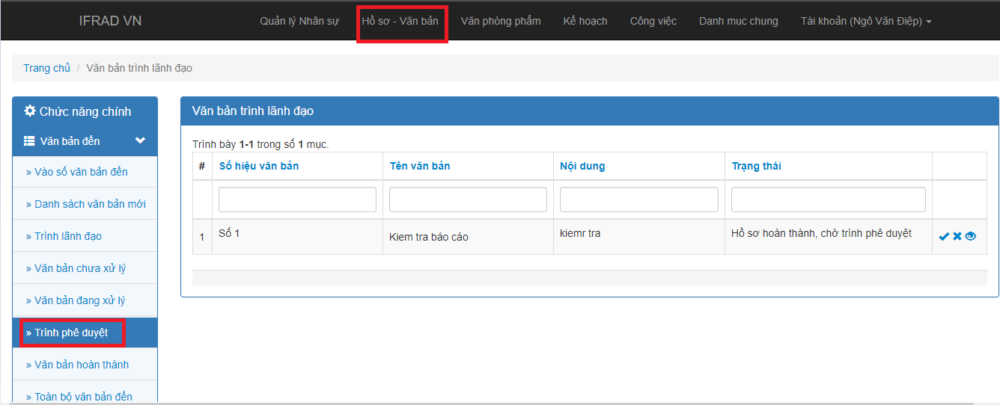 IFRAD VN Quản lý Nhân sự Hồ sơ - Văn bản Văn phòng phẩm Kế hoạch Công việc Danh muc chung Tài khoản (Ngô Văn Điệp)
Trang chủ / Văn bản trình lãnh đạo
Chức năng chính
Văn bản đến
» Vào số văn bản đến
» Danh sách văn bản mới
» Trình lãnh đạo
» Văn bản chưa xử lý
» Văn bản đang xử lý
» Trình phê duyệt
» Văn bản hoàn thành
» Toàn bộ văn bản đến
Văn bản trình lãnh đạo
Trình bày 1-1 trong số 1 mục.
# Số hiệu văn bản Tên văn bản Nội dung Trạng thái
1 Số 1 Kiem tra báo cáo kiemr tra Hồ sơ hoàn thành, chờ trình phê duyệt